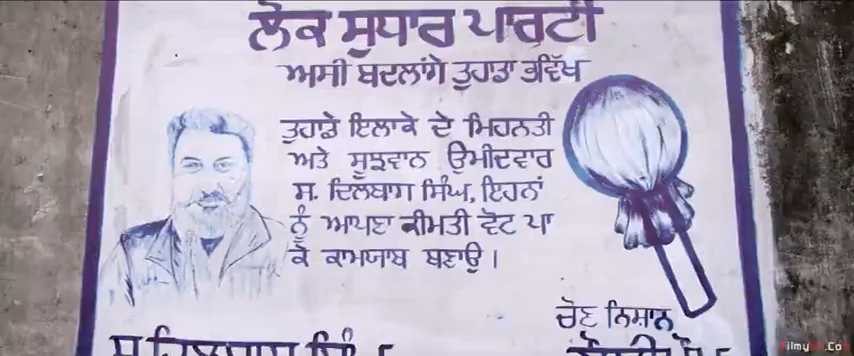 ਲੋਕ ਸੁਧਾਰ ਪਾਰਟੀ
ਅਸੀ ਬਦਲਾਂਗੇ ਤੁਹਾਡਾ ਭਵਿੱਖ
ਤੁਹਾਡੇ ਇਲਾਕੇ ਦੇ ਮਿਹਨਤੀ
ਅਤੇ ਸੂਝਵਾਨ ਉਮੀਦਵਾਰ
ਸ. ਦਿਲਬਾਗ ਸਿੰਘ, ਇਹਨਾਂ
ਨੂੰ ਆਪਣਾ ਕੀਮਤੀ ਵੋਟ ਪਾ
ਕੇ ਕਾਮਯਾਬ ਬਣਾਉ ।
ਚੋਣ ਨਿਸ਼ਾਨ